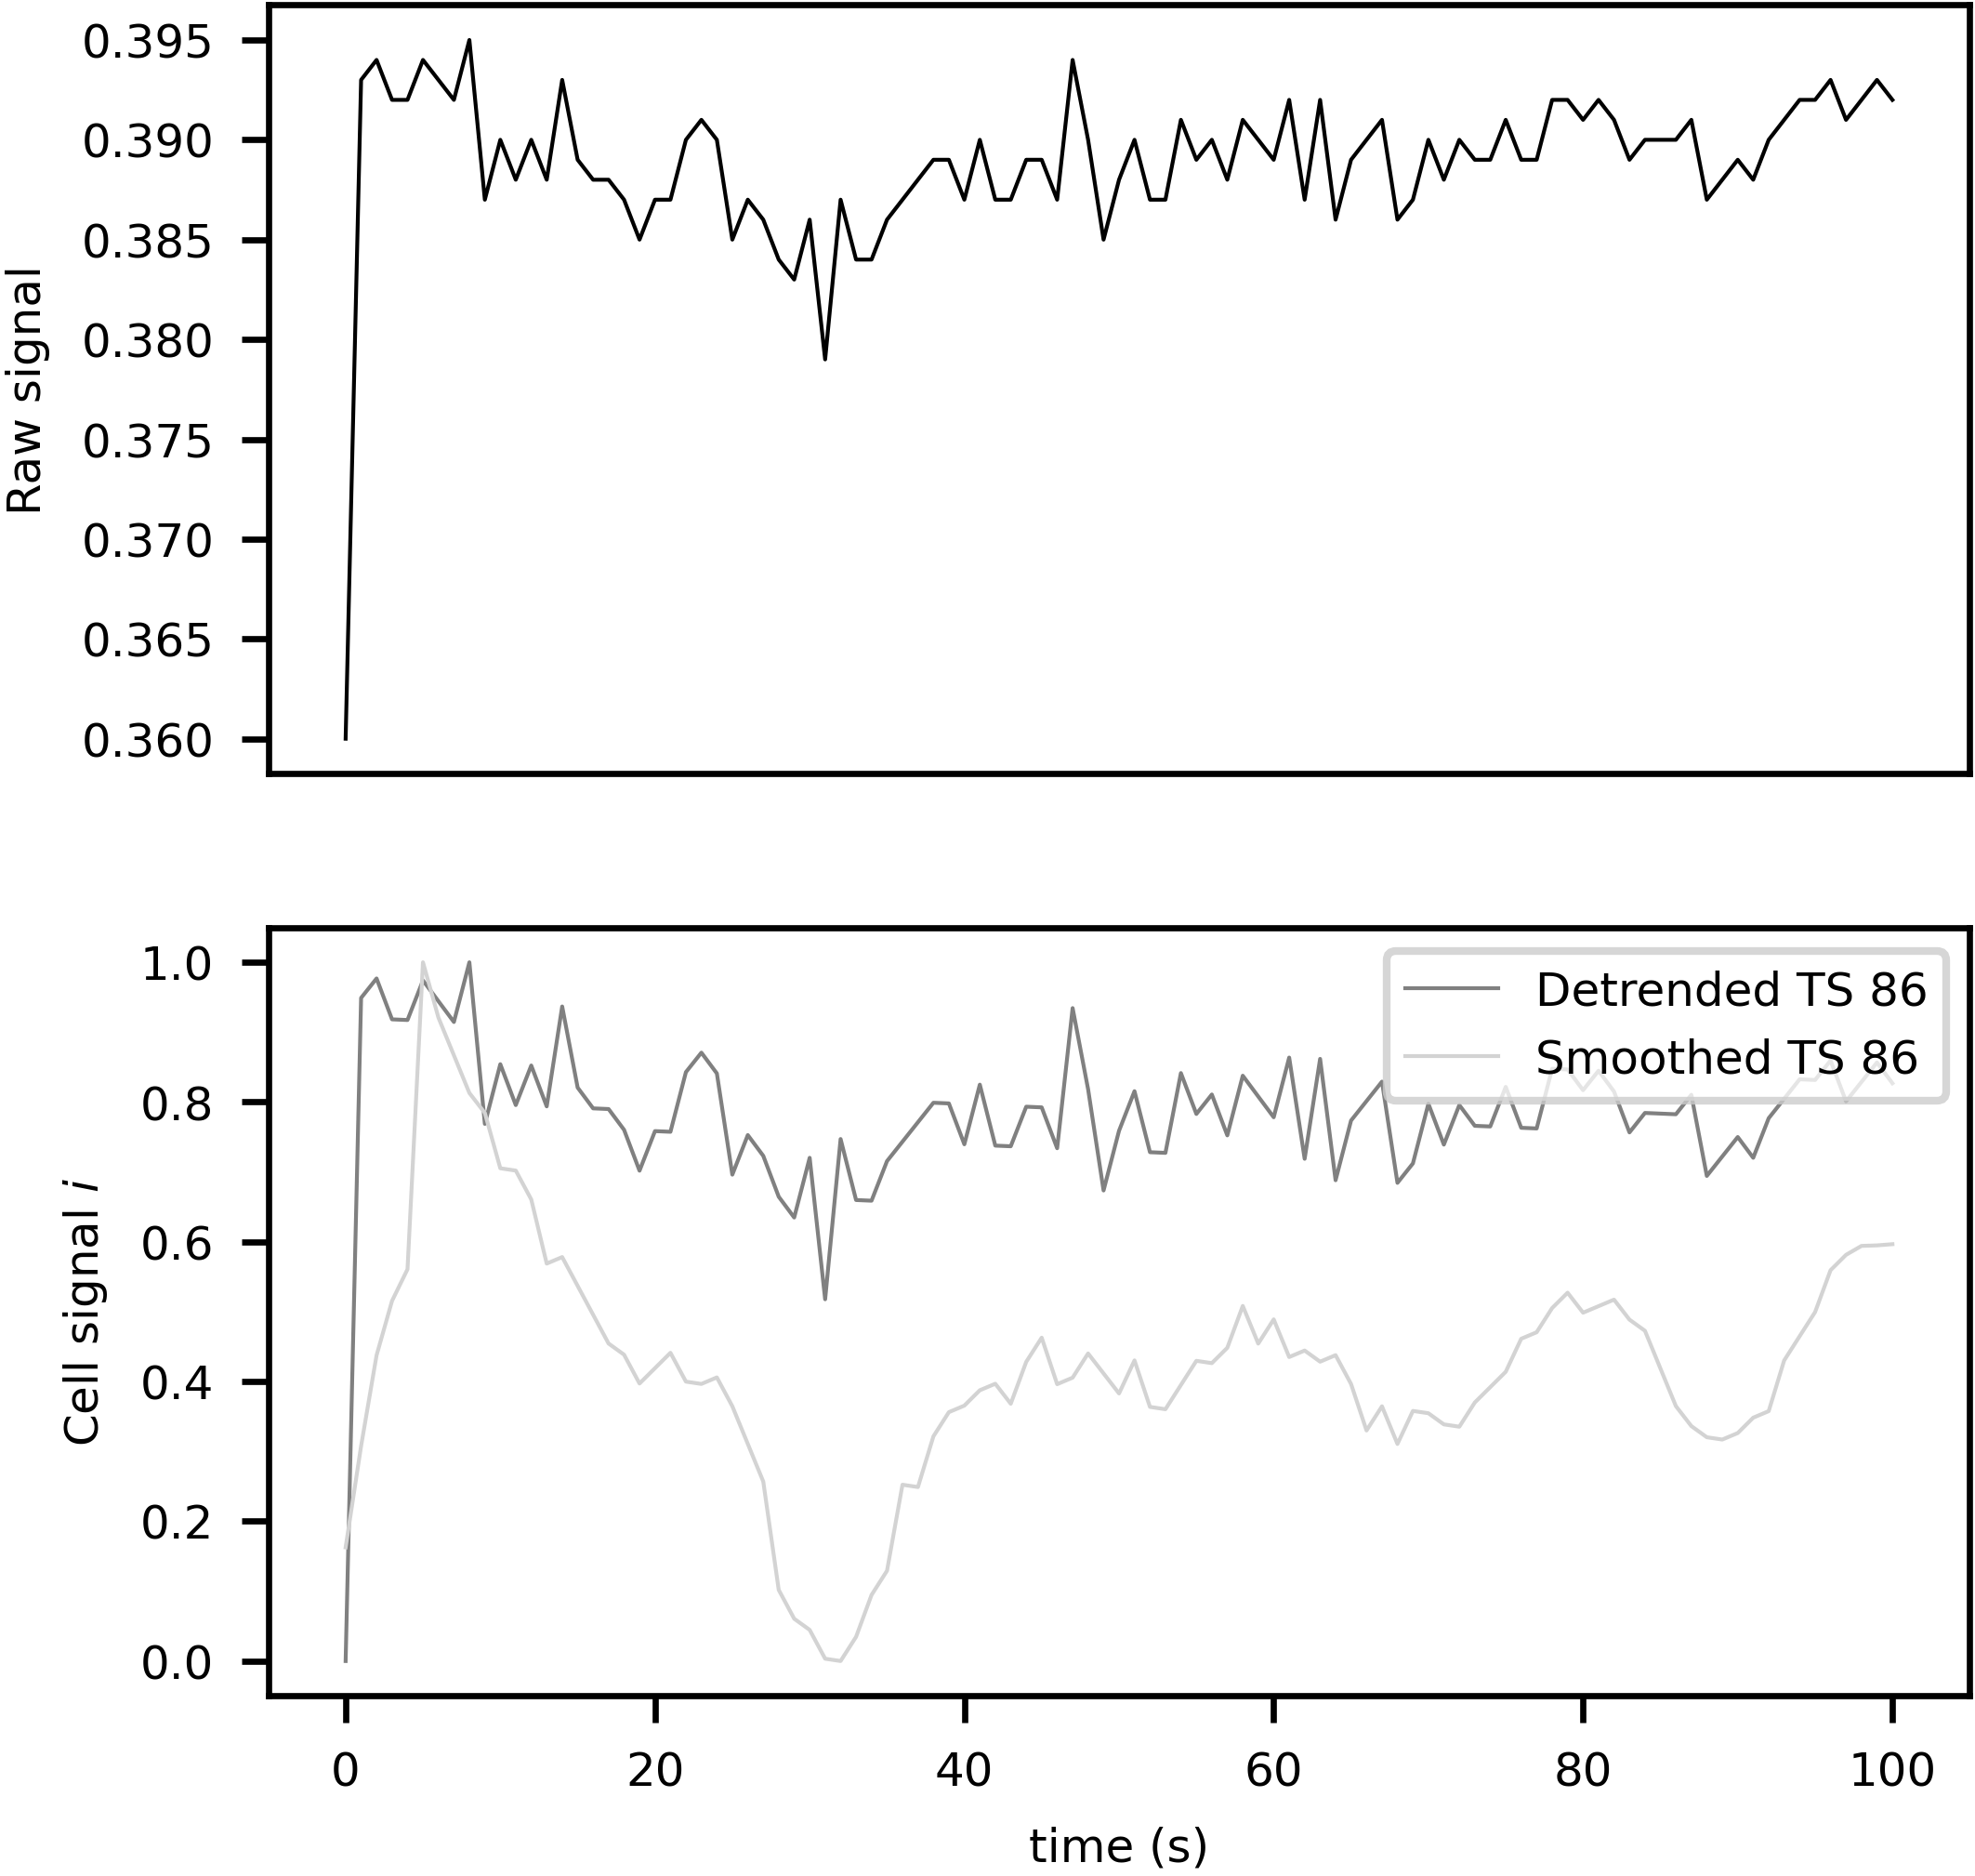 0.395
0.390
0.385
0.380
0.375
0.370
0.365
0.360
Raw signal
1.0
0.8
0.6
0.4
0.2
0.0
Cell signal i
Detrended TS 86
Smoothed TS 86
0 20 40 60 80 100
time (s)